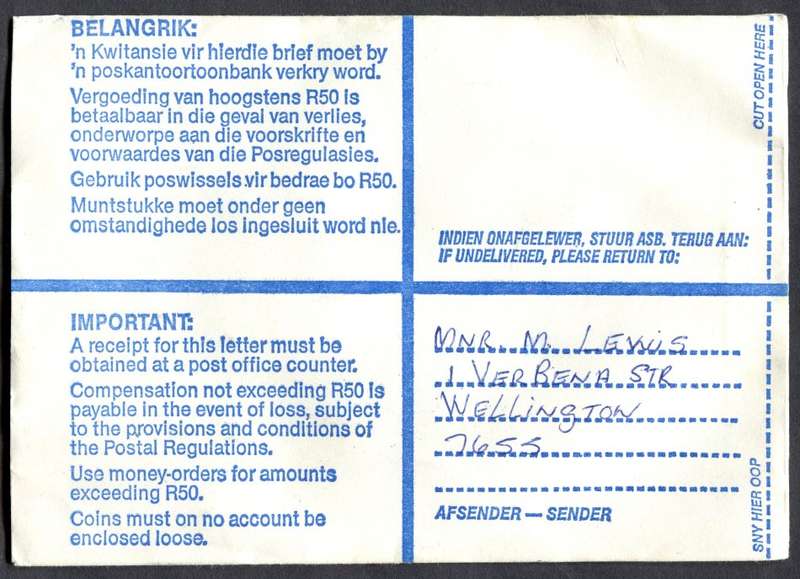 BELANGRIK:
'n Kwitansie vir hierdie brief moet by
'n poskantoortoonbank verkry word.
Vergoeding van hoogstens R50 is
betaalbaar in die geval van verlies,
onderworpe aan die voorskrifte en
voorwaardes van die Posregulasies.
Gebruik poswissels vir bedrae bo R50.
Muntstukke moet onder geen
omstandighede los ingesluit word nie.
CUT OPEN HERE
INDIEN ONAFGELEWER, STUUR ASB. TERUG AAN:
IF UNDELIVERED, PLEASE RETURN TO:
IMPORTANT:
A receipt for this letter must be
obtained at a post office counter.
Compensation not exceeding R50 is
payable in the event of loss, subject
to the provisions and conditions of
the Postal Regulations.
Use money-orders for amounts
exceeding R50.
Coins must on no account be
enclosed loose.
MNR. M. LEWIS
1 VERBENA STR
WELLINGTON
7655
AFSENDER — SENDER
SNY HIER OOP